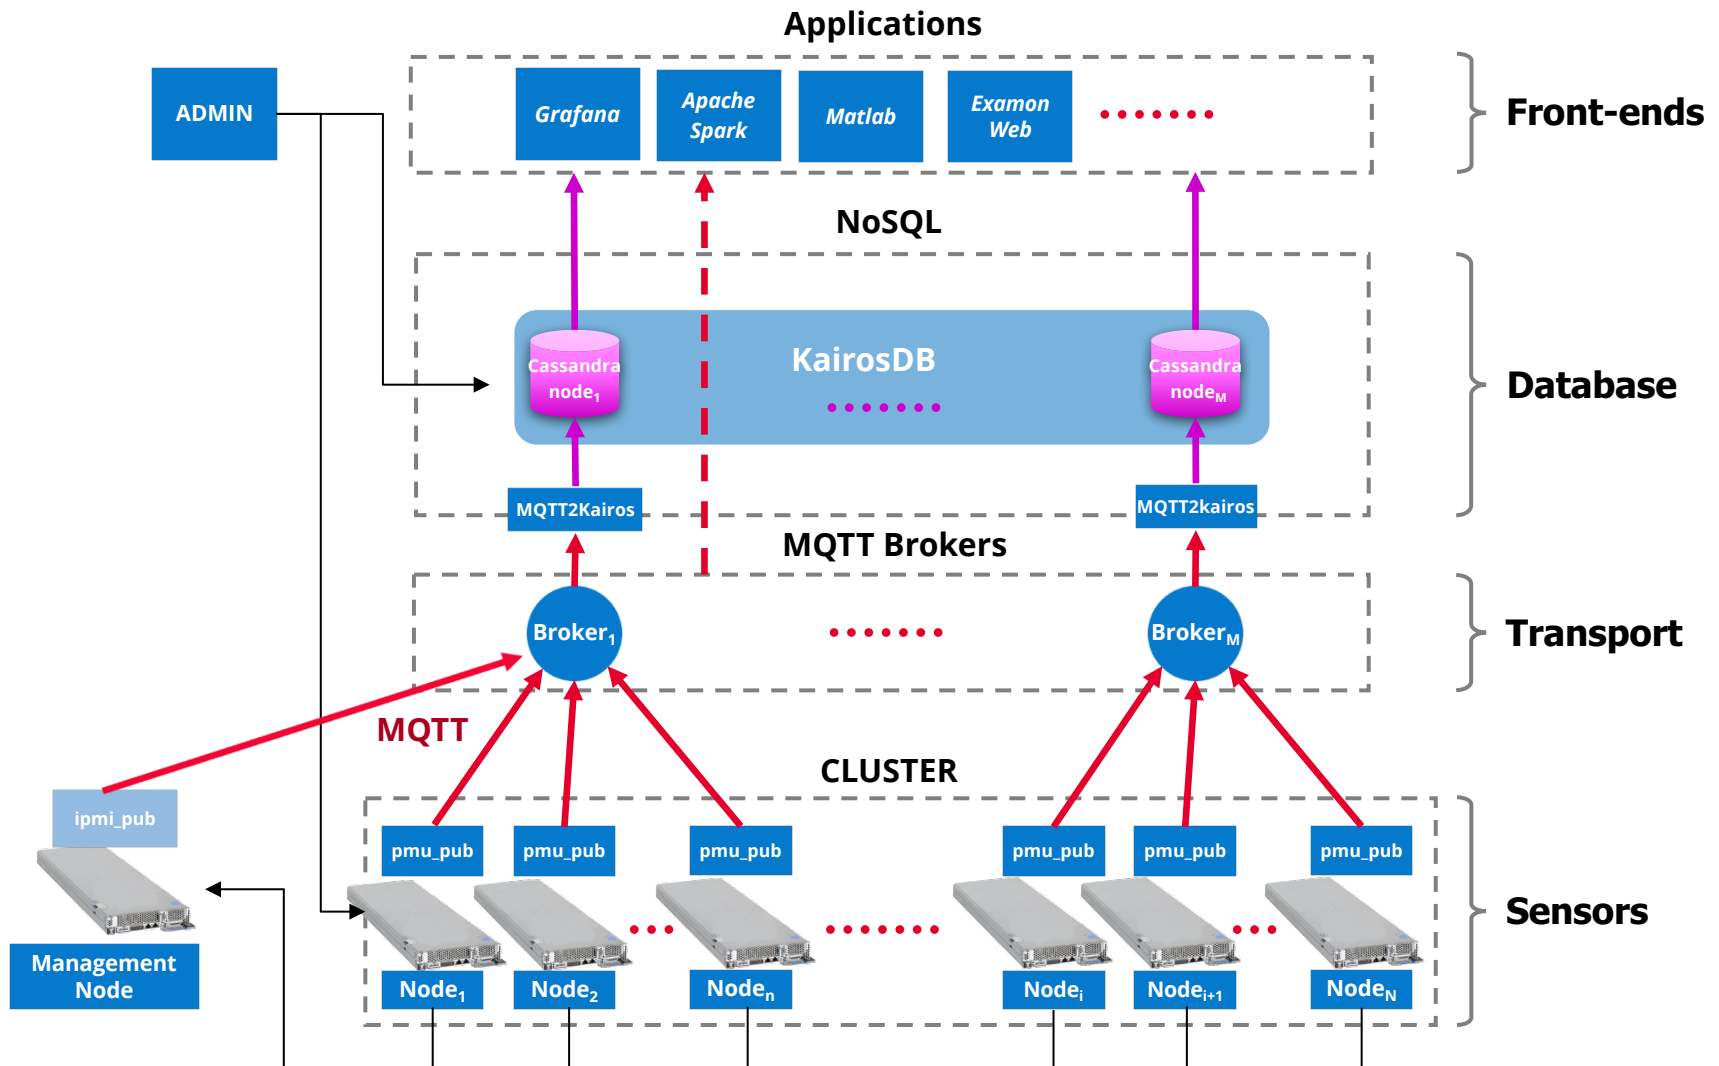 Applications
ADMIN
Grafana
Apache
Spark
Matlab
Examon
Web
Front-ends
NoSQL
KairosDB
Cassandra
node1
Cassandra
nodeM
Database
MQTT2Kairos
MQTT2kairos
MQTT Brokers
Broker1
BrokerM
Transport
MQTT
CLUSTER
ipmi_pub
pmu_pub
pmu_pub
pmu_pub
pmu_pub
pmu_pub
pmu_pub
Sensors
Management
Node
Node1
Node2
Noden
Nodei
Nodei+1
NodeN